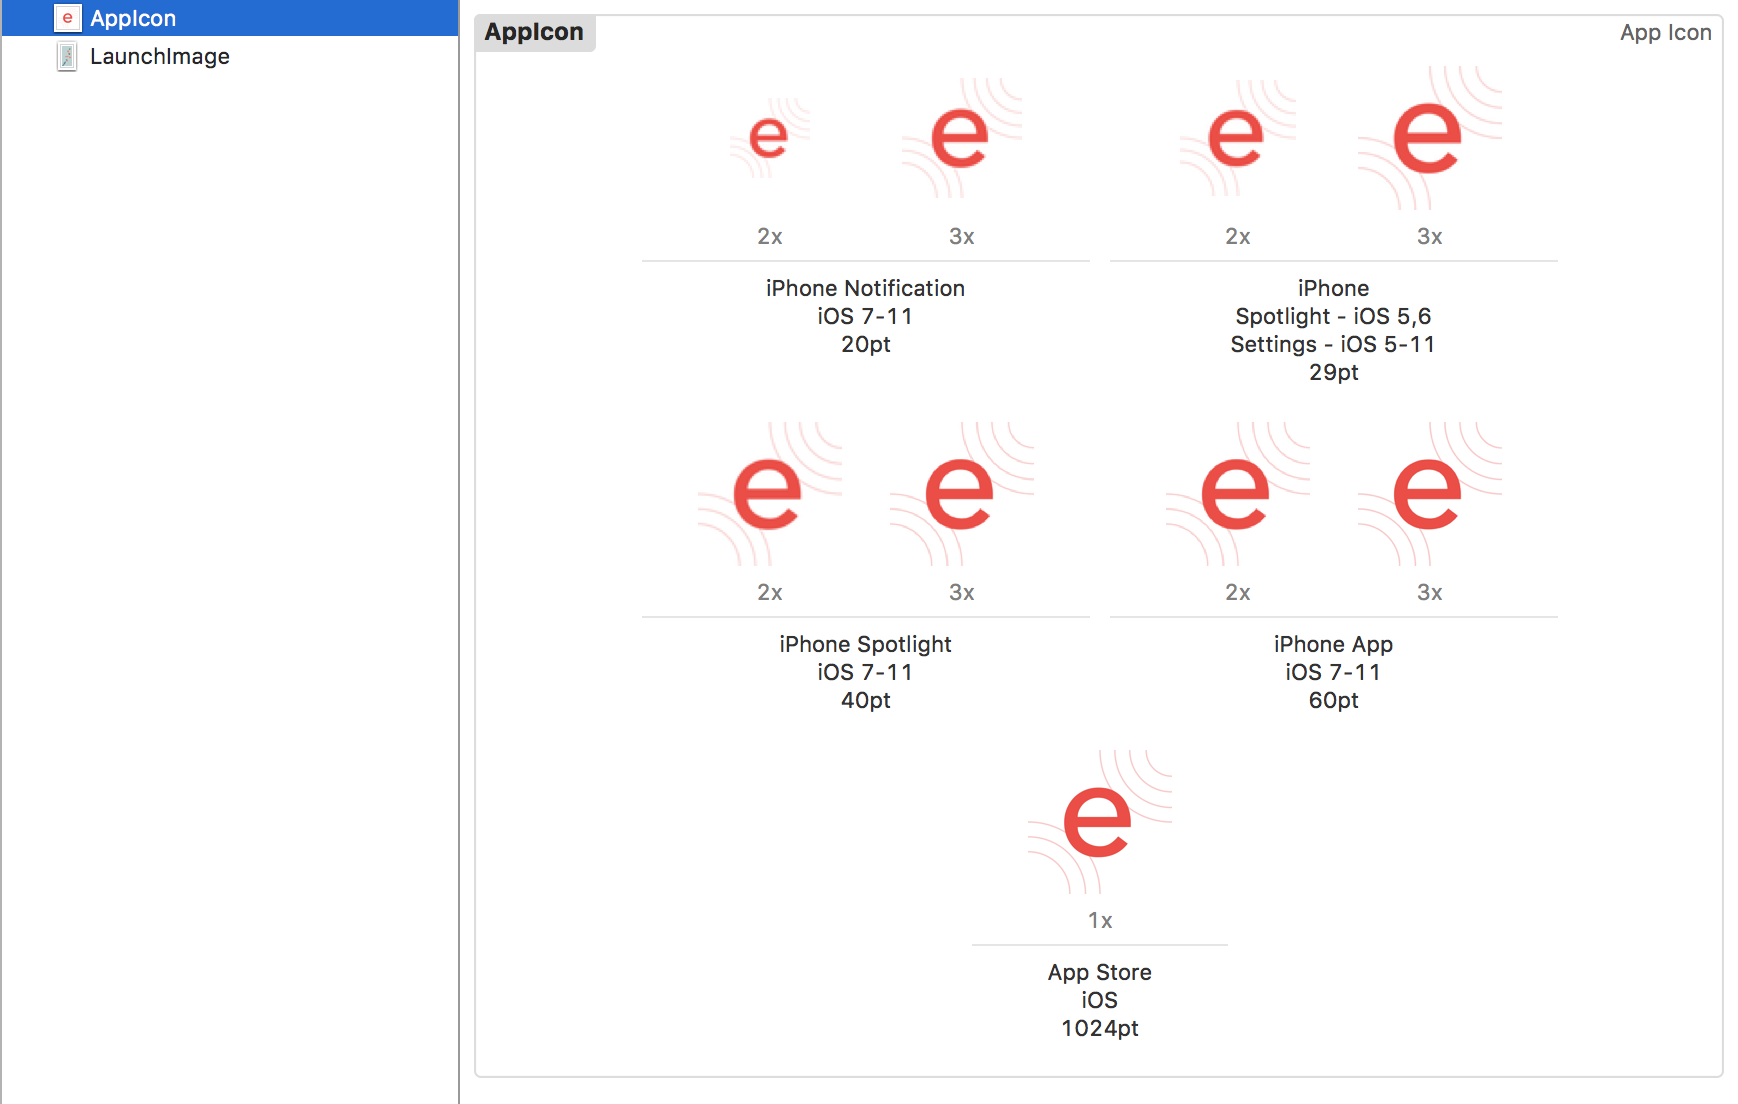 AppIcon
LaunchImage
AppIcon
App Icon
e
e
e
e
e
2x
3x
2x
3x
iPhone Notification
iOS 7-11
20pt
iPhone
Spotlight - iOS 5,6
Settings - iOS 5-11
29pt
e
e
e
e
2x
3x
2x
3x
iPhone Spotlight
iOS 7-11
40pt
iPhone App
iOS 7-11
60pt
e
1x
App Store
iOS
1024pt